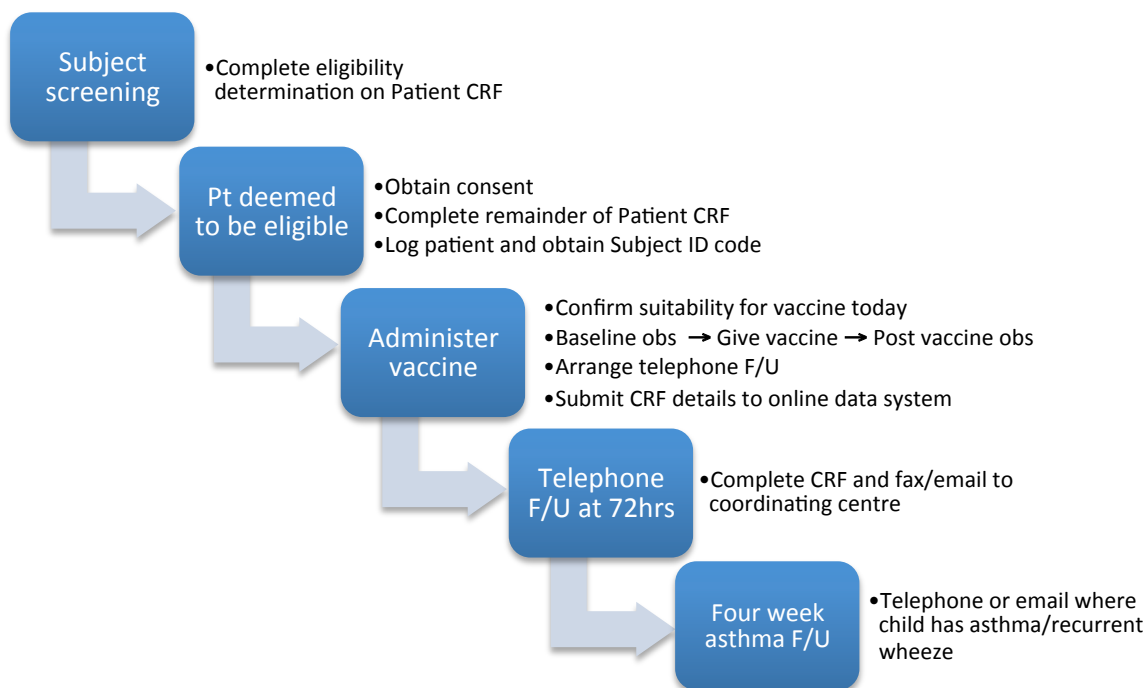 Subject
screening
•Complete eligibility
determination on Patient CRF
Pt deemed
to be eligible
•Obtain consent
•Complete remainder of Patient CRF
•Log patient and obtain Subject ID code
Administer
vaccine
•Confirm suitability for vaccine today
•Baseline obs → Give vaccine → Post vaccine obs
•Arrange telephone F/U
•Submit CRF details to online data system
Telephone
F/U at 72hrs
•Complete CRF and fax/email to
coordinating centre
Four week
asthma F/U
•Telephone or email where
child has asthma/recurrent
wheeze